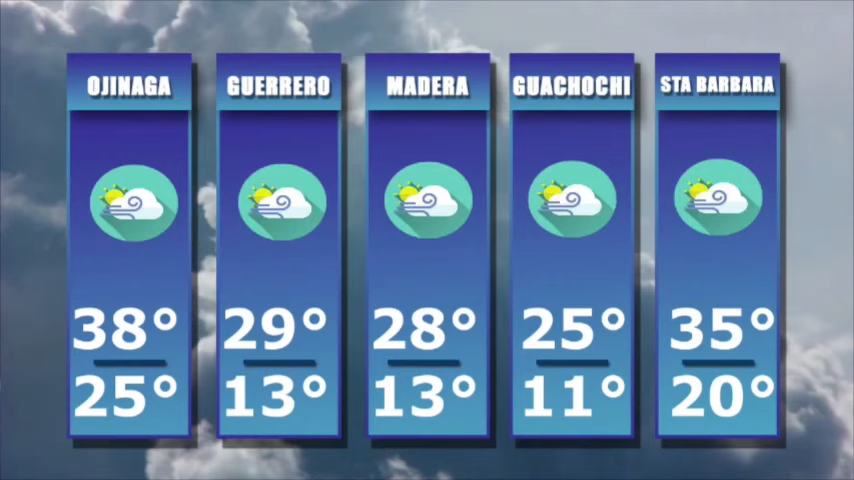 OJINAGA
38°
25°
GUERRERO
29°
13°
MADERA
28°
13°
GUACHOCHI
25°
11°
STA BARBARA
35°
20°